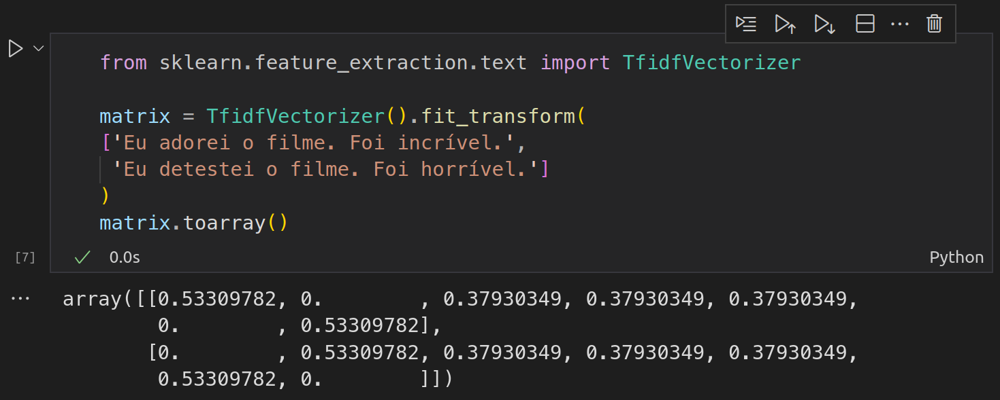 from sklearn.feature_extraction.text import TfidfVectorizer
matrix = TfidfVectorizer().fit_transform(
['Eu adorei o filme. Foi incrível.',
 'Eu detestei o filme. Foi horrível.']
)
matrix.toarray()
[7] 0.0s Python
array([[0.53309782, 0.        , 0.37930349, 0.37930349, 0.37930349,
        0.        , 0.53309782],
       [0.        , 0.53309782, 0.37930349, 0.37930349, 0.37930349,
        0.53309782, 0.        ]])